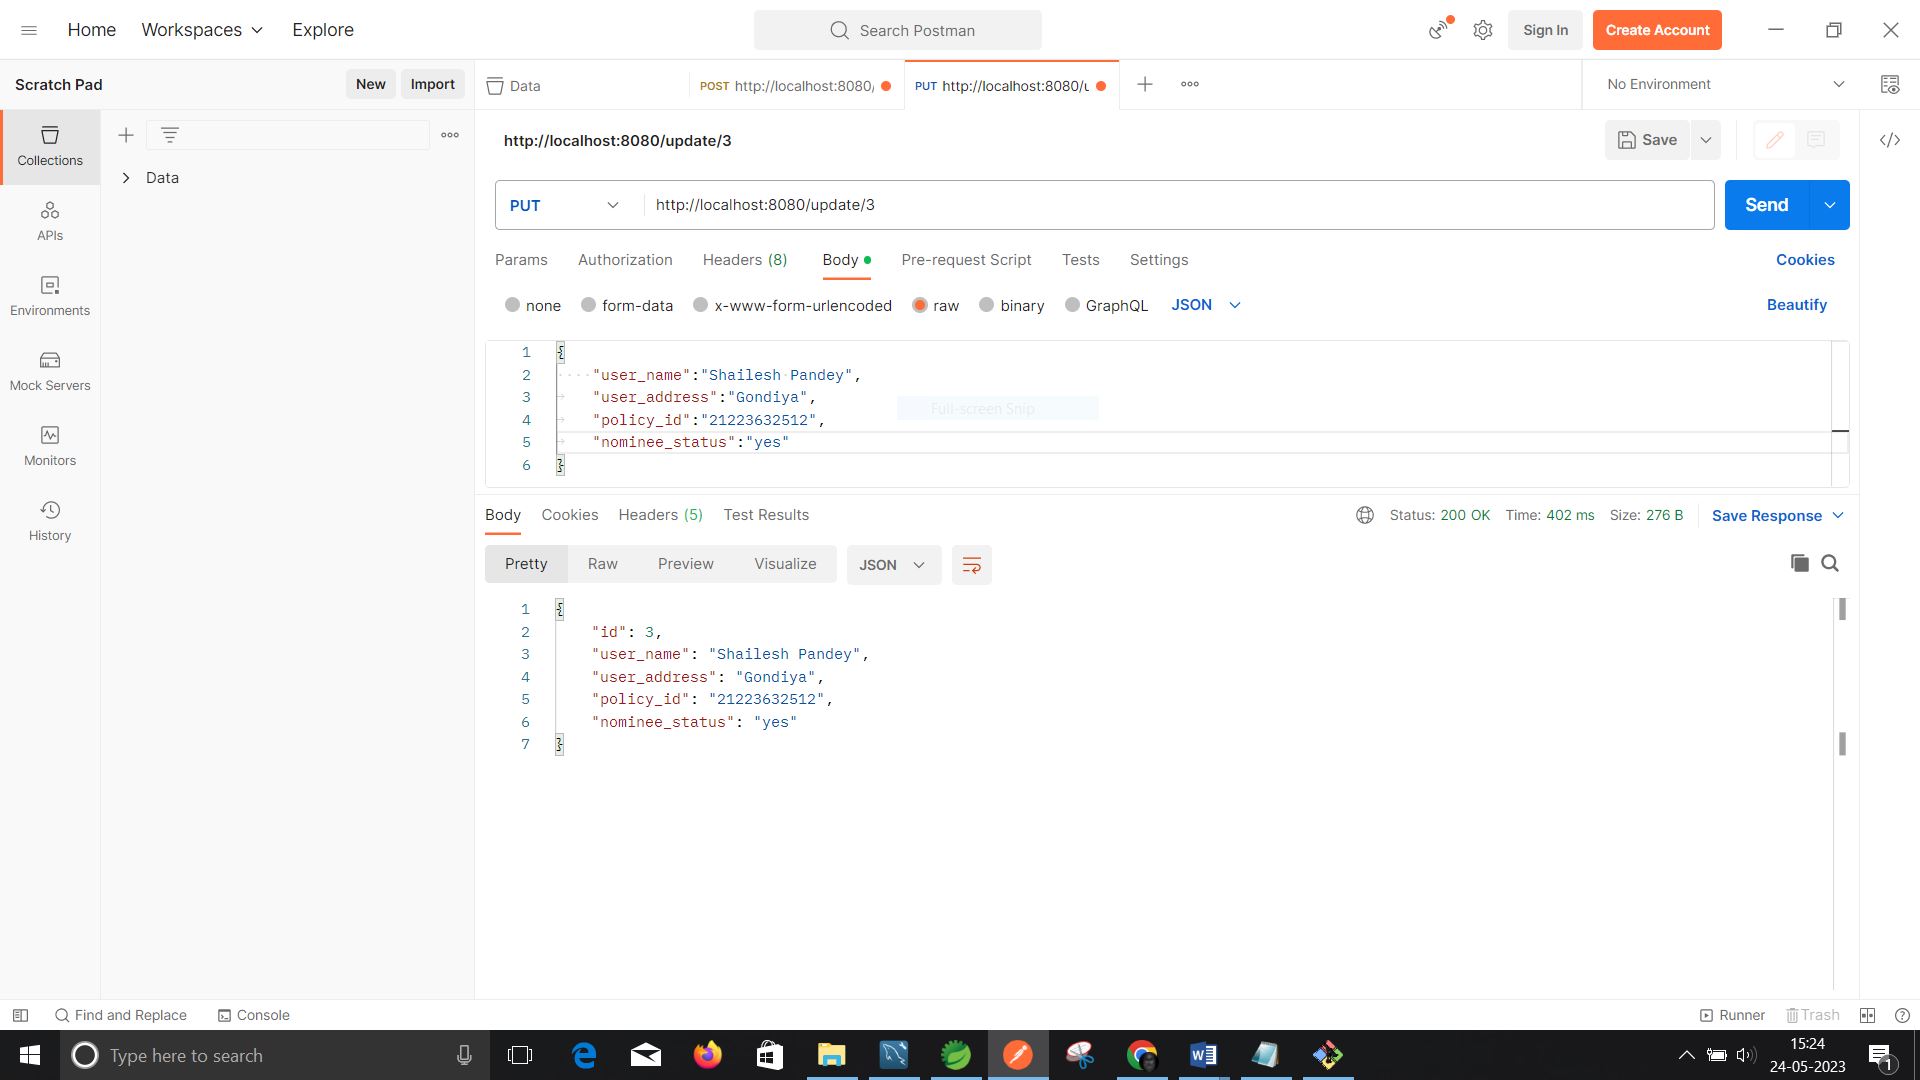 Home Workspaces Explore Search Postman Sign In Create Account
Scratch Pad New Import Data POST http://localhost:8080/ PUT http://localhost:8080/u No Environment
http://localhost:8080/update/3 Save
Collections
Data
APIs
Environments
Mock Servers
Monitors
History
PUT http://localhost:8080/update/3 Send
Params Authorization Headers (8) Body Pre-request Script Tests Settings Cookies
none form-data x-www-form-urlencoded raw binary GraphQL JSON Beautify
1 {
2 ····"user_name":"Shailesh·Pandey",
3 "user_address":"Gondiya",
Full-screen Snip
4 "policy_id":"21223632512",
5 "nominee_status":"yes"
6 }
Body Cookies Headers (5) Test Results Status: 200 OK Time: 402 ms Size: 276 B Save Response
Pretty Raw Preview Visualize JSON
1 {
2 "id": 3,
3 "user_name": "Shailesh Pandey",
4 "user_address": "Gondiya",
5 "policy_id": "21223632512",
6 "nominee_status": "yes"
7 }
Find and Replace Console Runner Trash
Type here to search
15:24
24-05-2023
1